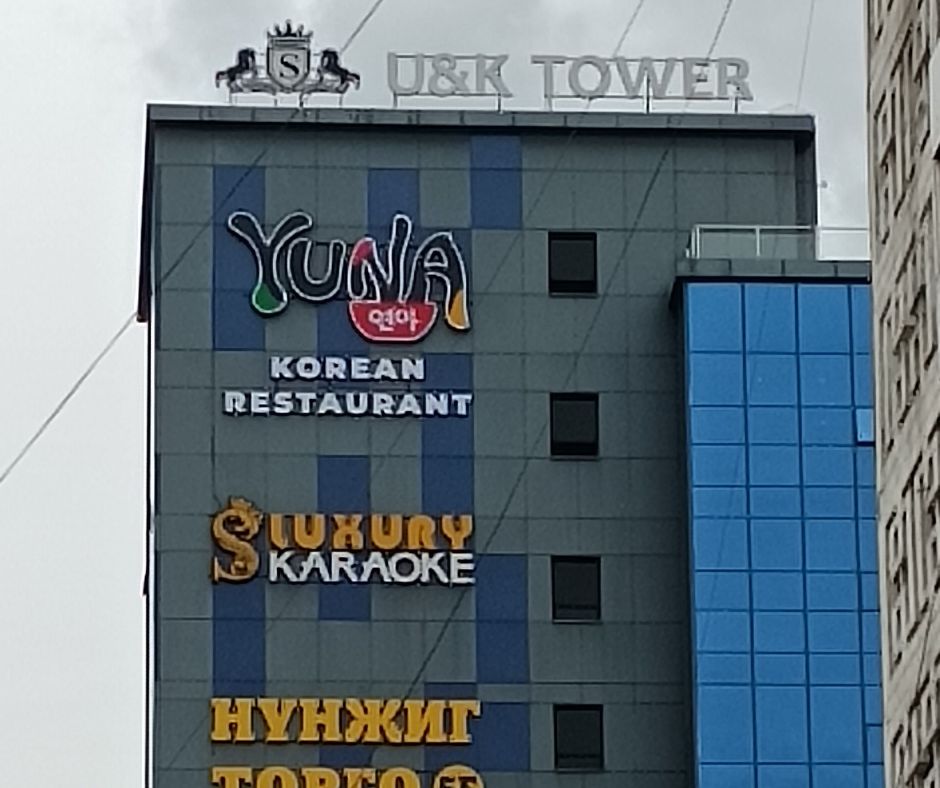 S U&K TOWER
YUNA
연아
KOREAN
RESTAURANT
S LUXURY
KARAOKE
НУНЖИГ